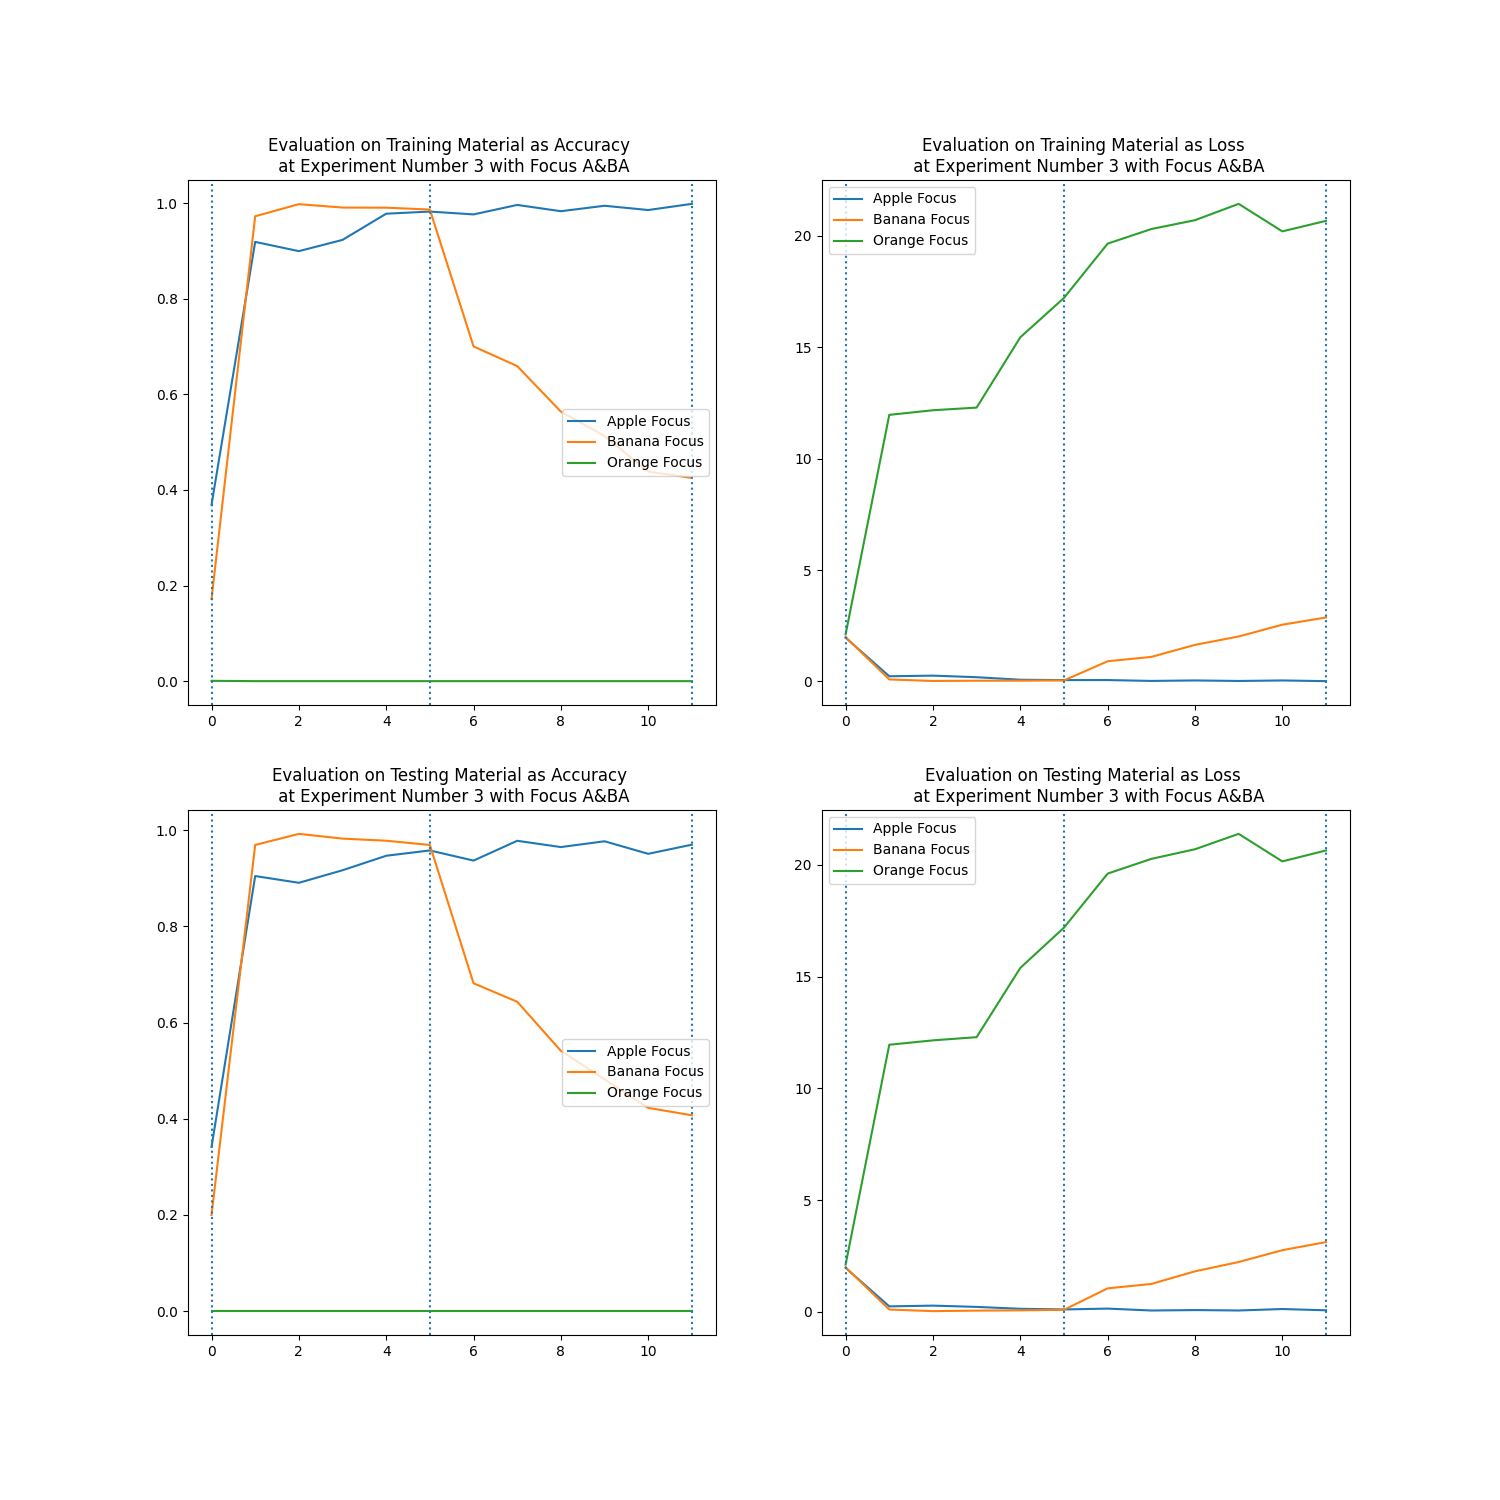 Evaluation on Training Material as Accuracy
at Experiment Number 3 with Focus A&BA
1.0
0.8
0.6
0.4
0.2
0.0
Apple Focus
Banana Focus
Orange Focus
0 2 4 6 8 10
Evaluation on Training Material as Loss
at Experiment Number 3 with Focus A&BA
Apple Focus
Banana Focus
Orange Focus
20
15
10
5
0
0 2 4 6 8 10
Evaluation on Testing Material as Accuracy
at Experiment Number 3 with Focus A&BA
1.0
0.8
0.6
0.4
0.2
0.0
Apple Focus
Banana Focus
Orange Focus
0 2 4 6 8 10
Evaluation on Testing Material as Loss
at Experiment Number 3 with Focus A&BA
Apple Focus
Banana Focus
Orange Focus
20
15
10
5
0
0 2 4 6 8 10